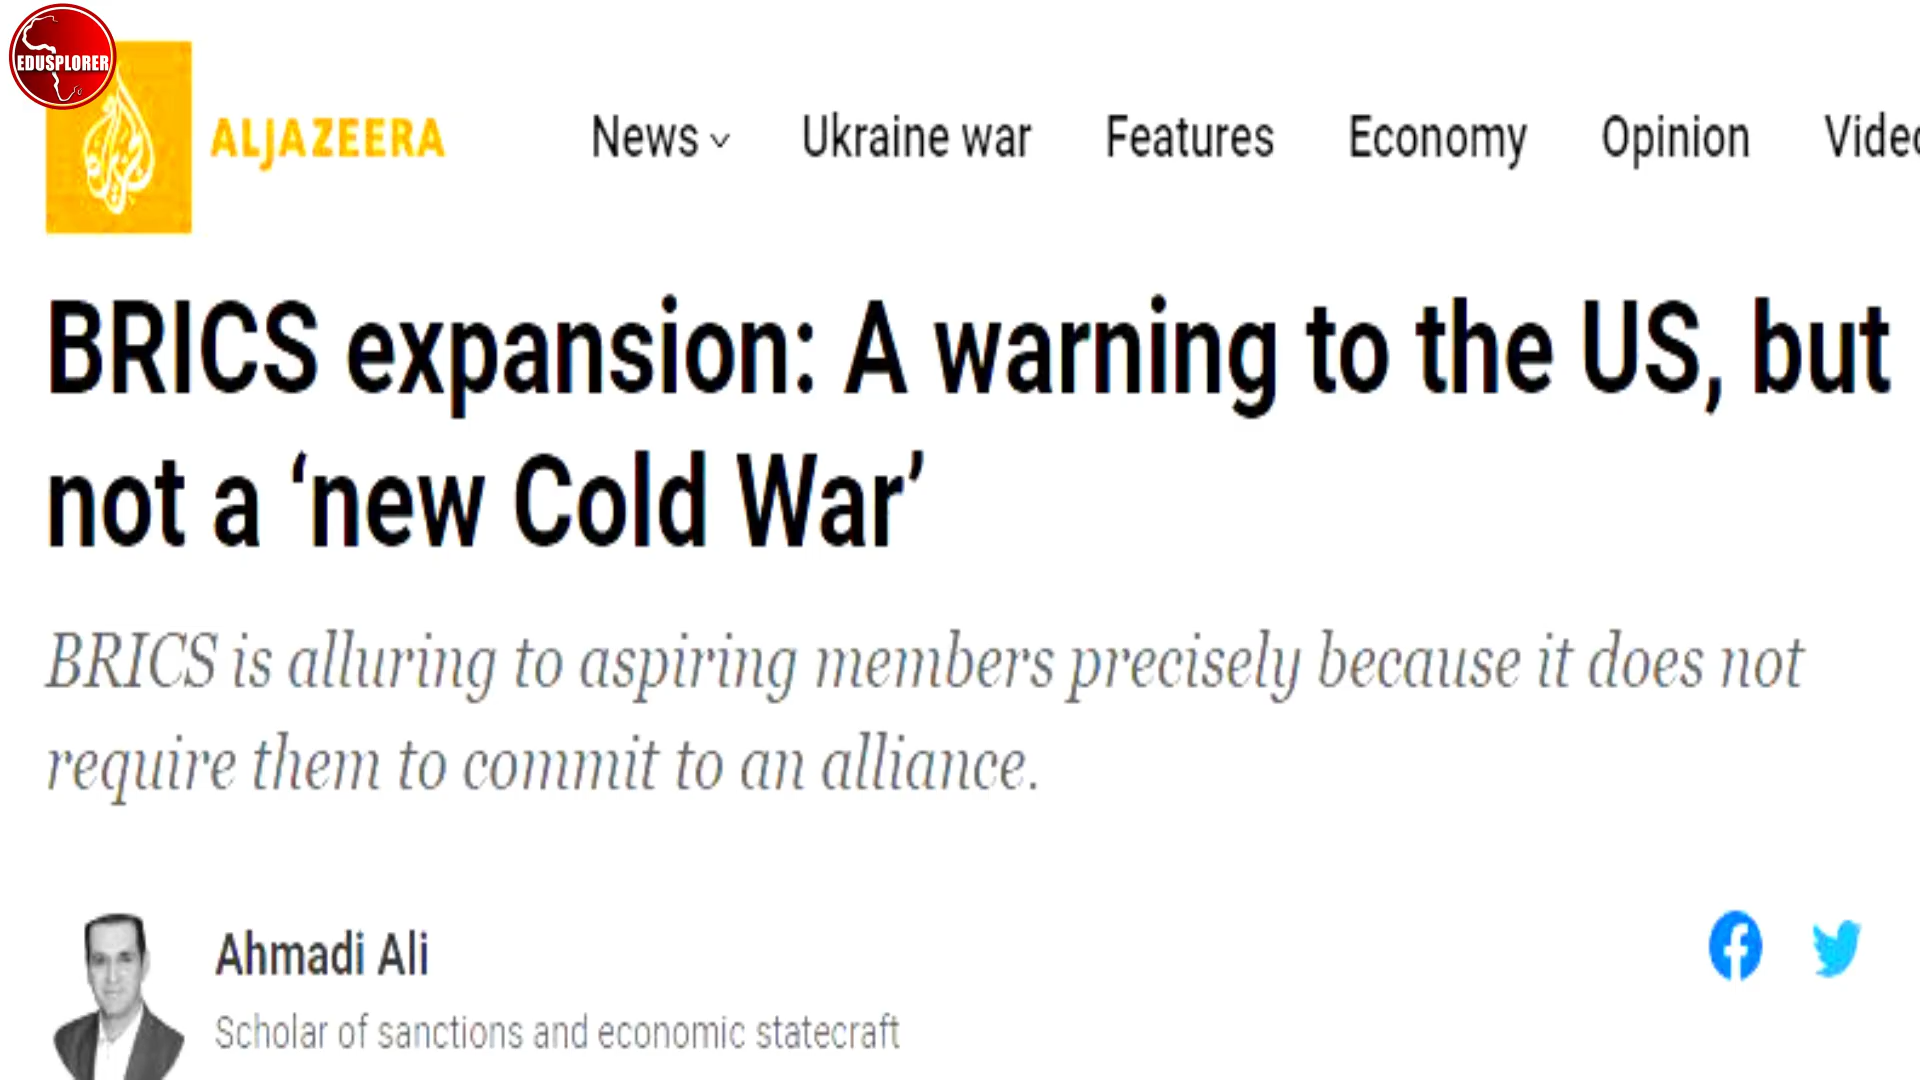 EDUSPLORER
ALJAZEERA
News Ukraine war Features Economy Opinion
BRICS expansion: A warning to the US, but
not a ‘new Cold War’
BRICS is alluring to aspiring members precisely because it does not
require them to commit to an alliance.
Ahmadi Ali
Scholar of sanctions and economic statecraft